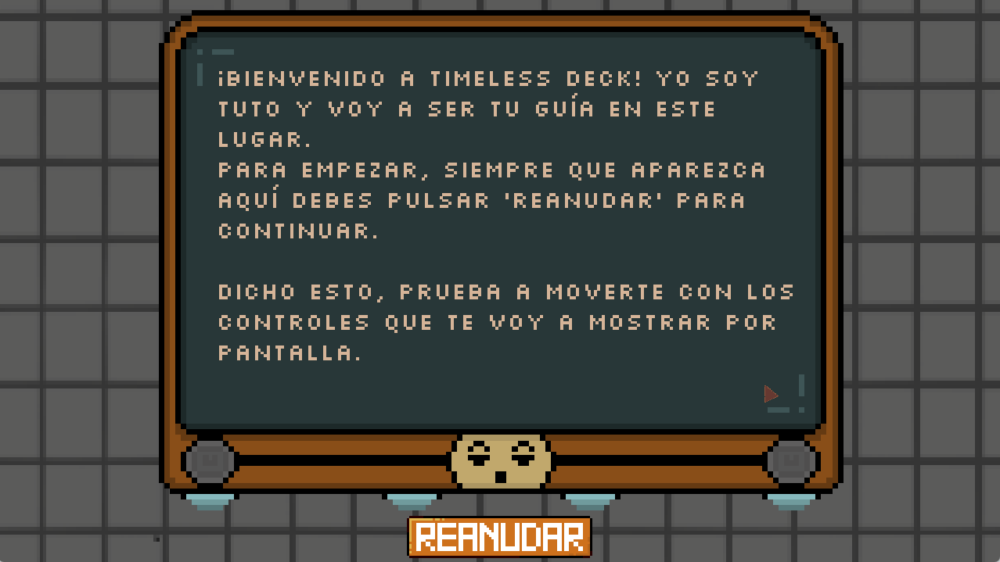 ¡BIENVENIDO A TIMELESS DECK! YO SOY
TUTO Y VOY A SER TU GUÍA EN ESTE
LUGAR.
PARA EMPEZAR, SIEMPRE QUE APAREZCA
AQUÍ DEBES PULSAR 'REANUDAR' PARA
CONTINUAR.
DICHO ESTO, PRUEBA A MOVERTE CON LOS
CONTROLES QUE TE VOY A MOSTRAR POR
PANTALLA.
REANUDAR